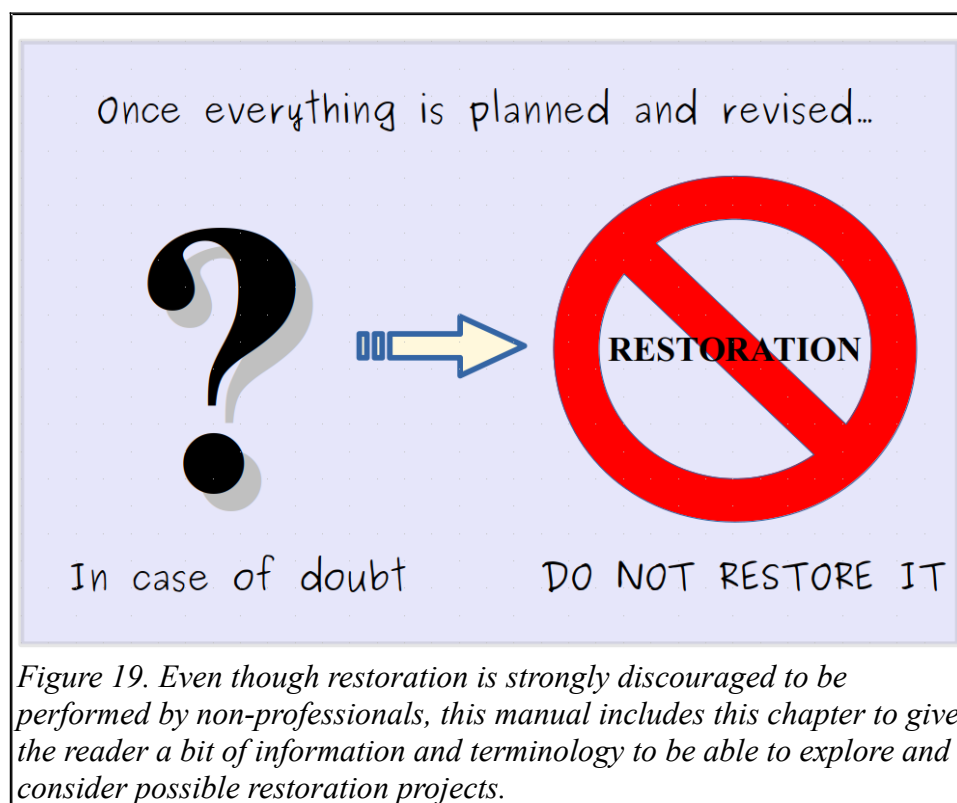 Once everything is planned and revised...
?
RESTORATION
In case of doubt
DO NOT RESTORE IT
Figure 19. Even though restoration is strongly discouraged to be
performed by non-professionals, this manual includes this chapter to give
the reader a bit of information and terminology to be able to explore and
consider possible restoration projects.